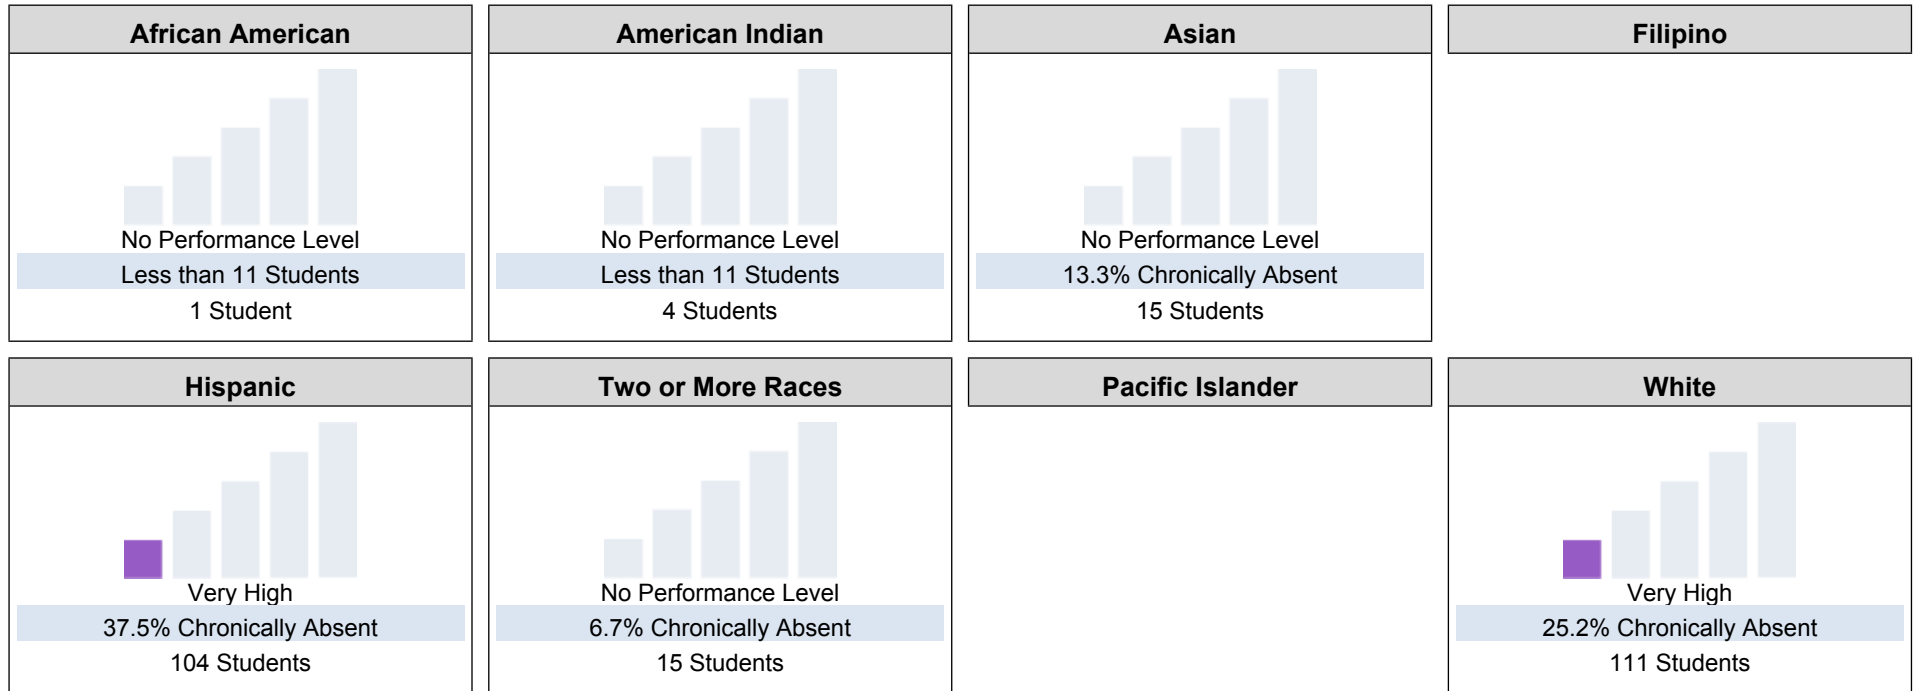 African American
No Performance Level
Less than 11 Students
1 Student
American Indian
No Performance Level
Less than 11 Students
4 Students
Asian
No Performance Level
13.3% Chronically Absent
15 Students
Filipino
Hispanic
Very High
37.5% Chronically Absent
104 Students
Two or More Races
No Performance Level
6.7% Chronically Absent
15 Students
Pacific Islander
White
Very High
25.2% Chronically Absent
111 Students